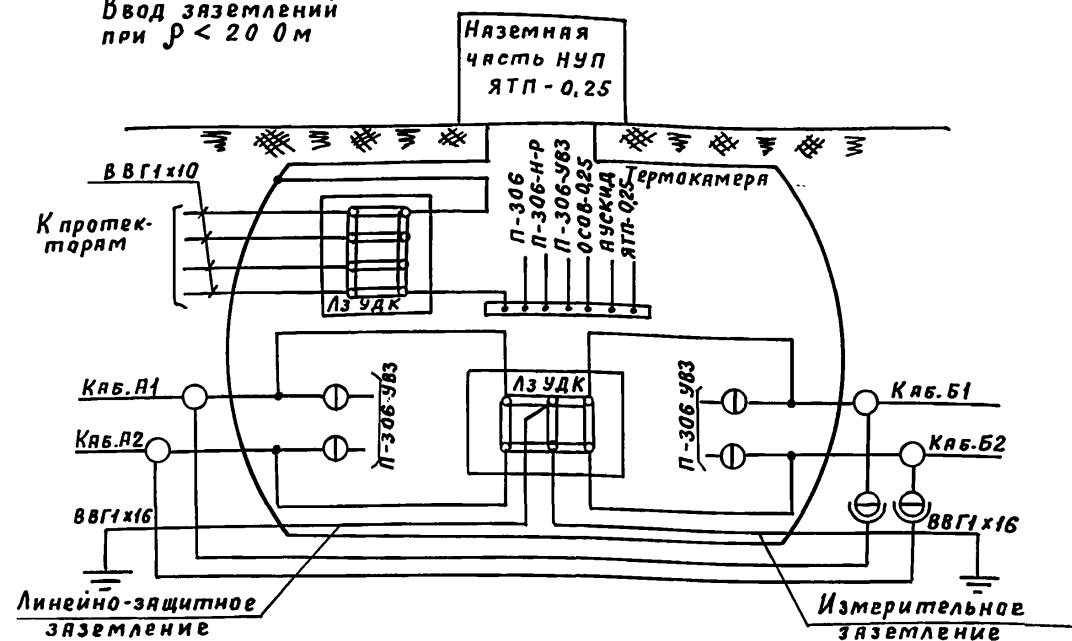 Ввод заземлений
при ρ < 20 Ом
Наземная
часть НУП
ЯТП-0,25
ВВГ1х10
К протек-
торам
Лз УДК
П-306
П-306-Н-Р
П-306-УВЗ
ОСОВ-0,25
АУСКИД
ЯТП-0,25
Термокамера
Каб. А1
Каб. А2
П-306-УВЗ
Лз УДК
П-306 УВЗ
Каб. Б1
Каб. Б2
ВВГ1х16
ВВГ1х16
Линейно-защитное
заземление
Измерительное
заземление